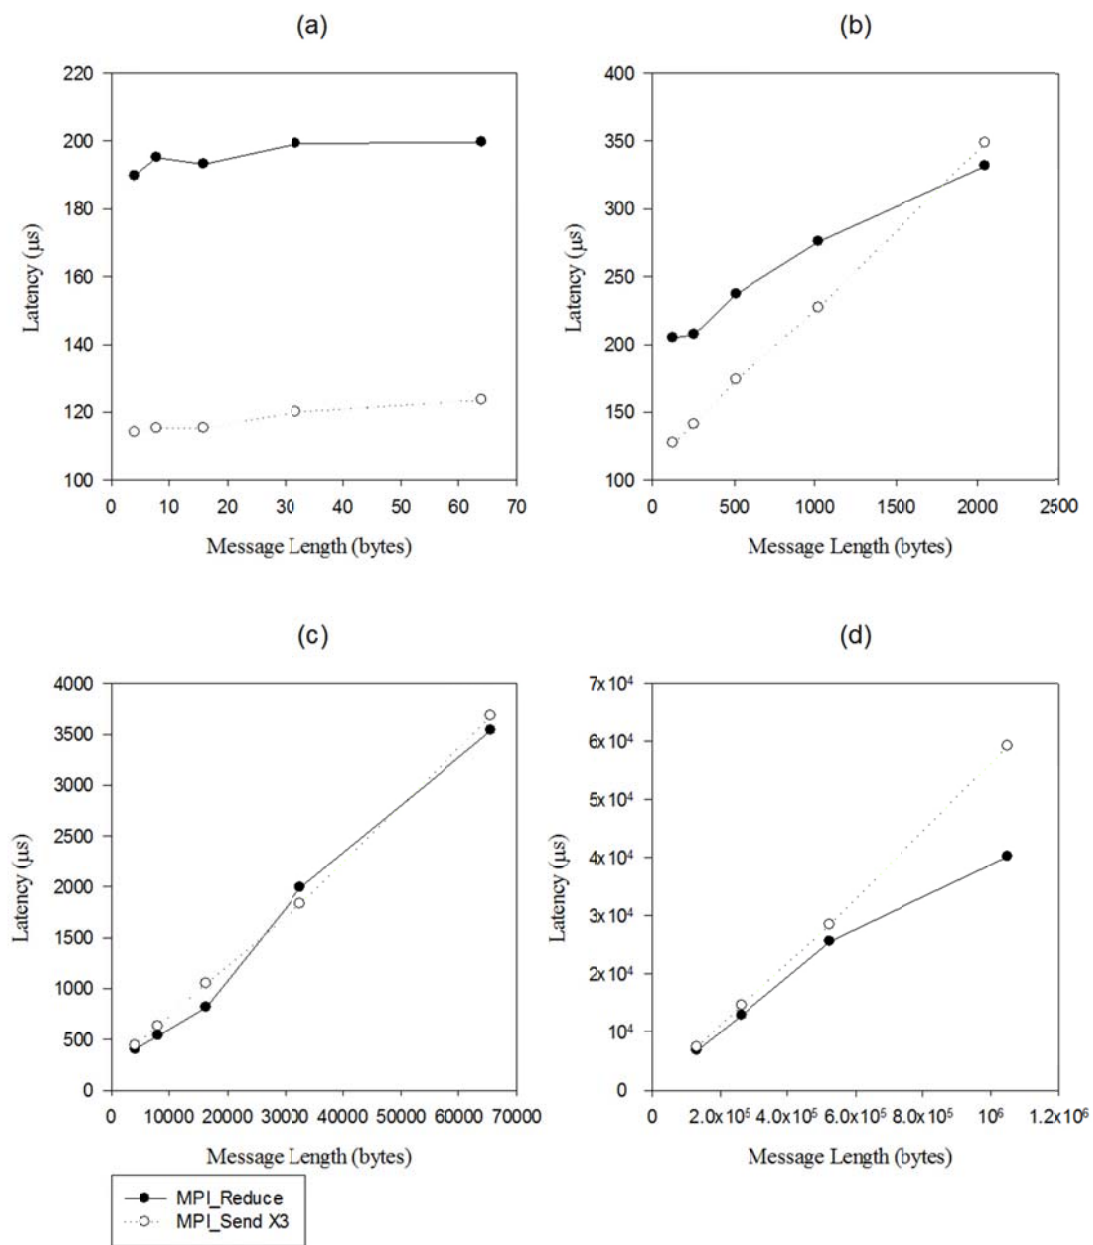 (a)
220
200
180
160
140
120
100
Latency (μs)
0 10 20 30 40 50 60 70
Message Length (bytes)
(b)
400
350
300
250
200
150
100
Latency (μs)
0 500 1000 1500 2000 2500
Message Length (bytes)
(c)
4000
3500
3000
2500
2000
1500
1000
500
0
Latency (μs)
0 10000 20000 30000 40000 50000 60000 70000
Message Length (bytes)
(d)
7x10⁴
6x10⁴
5x10⁴
4x10⁴
3x10⁴
2x10⁴
10⁴
0
Latency (μs)
0 2.0x10⁵ 4.0x10⁵ 6.0x10⁵ 8.0x10⁵ 10⁶ 1.2x10⁶
Message Length (bytes)
MPI_Reduce
MPI_Send X3